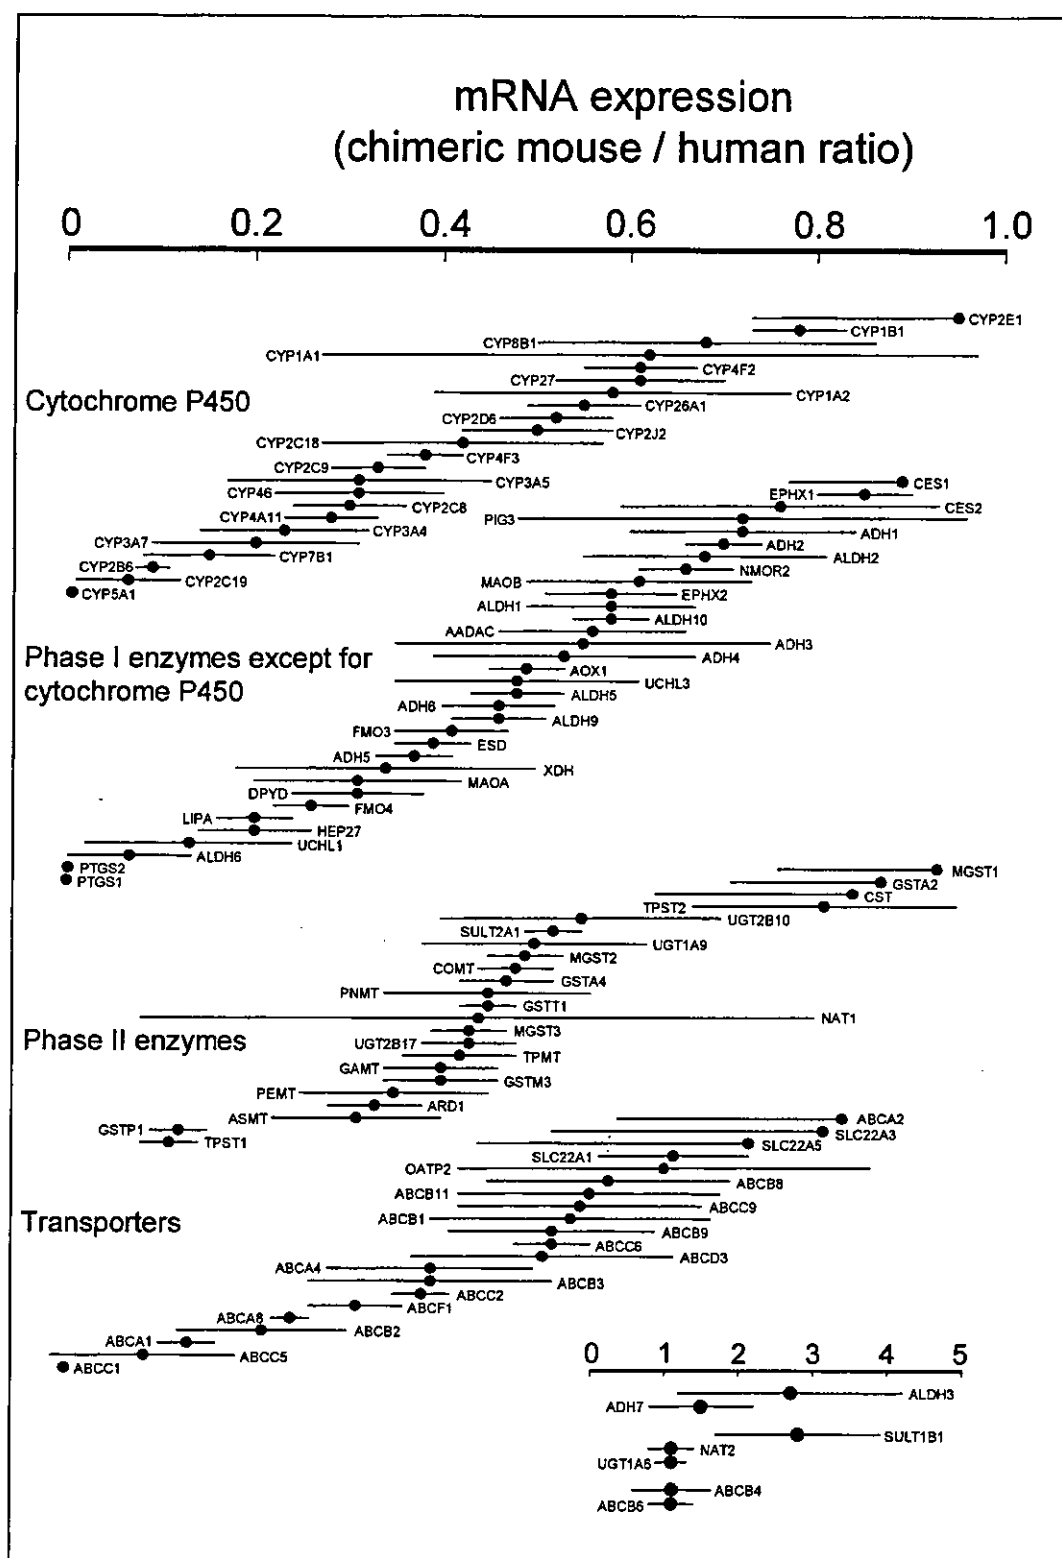 mRNA expression
(chimeric mouse / human ratio)
0 0.2 0.4 0.6 0.8 1.0
CYP2E1
CYP1B1
CYP8B1
CYP1A1
CYP4F2
CYP27
CYP1A2
Cytochrome P450
CYP26A1
CYP2D6
CYP2J2
CYP2C18
CYP4F3
CYP2C9
CYP3A5
CES1
CYP46
EPHX1
CYP2C8
CES2
CYP4A11
PIG3
CYP3A4
ADH1
CYP3A7
ADH2
CYP7B1
ALDH2
CYP2B6
NMOR2
CYP2C19
MAOB
CYP5A1
EPHX2
ALDH1
ALDH10
AADAC
ADH3
Phase I enzymes except for
ADH4
cytochrome P450
AOX1
UCHL3
ALDH5
ADH6
ALDH9
FMO3
ESD
ADH5
XDH
MAOA
DPYD
FMO4
LIPA
HEP27
UCHL1
ALDH6
PTGS2
MGST1
PTGS1
GSTA2
CST
TPST2
UGT2B10
SULT2A1
UGT1A9
MGST2
COMT
GSTA4
PNMT
GSTT1
NAT1
Phase II enzymes
MGST3
UGT2B17
TPMT
GAMT
GSTM3
PEMT
ARD1
ASMT
ABCA2
GSTP1
SLC22A3
TPST1
SLC22A5
SLC22A1
OATP2
ABCB8
ABCB11
ABCC9
Transporters
ABCB1
ABCB9
ABCC6
ABCD3
ABCA4
ABCB3
ABCC2
ABCF1
ABCA8
ABCB2
ABCA1
ABCC5
ABCC1
0 1 2 3 4 5
ALDH3
ADH7
SULT1B1
NAT2
UGT1A6
ABCB4
ABCB6